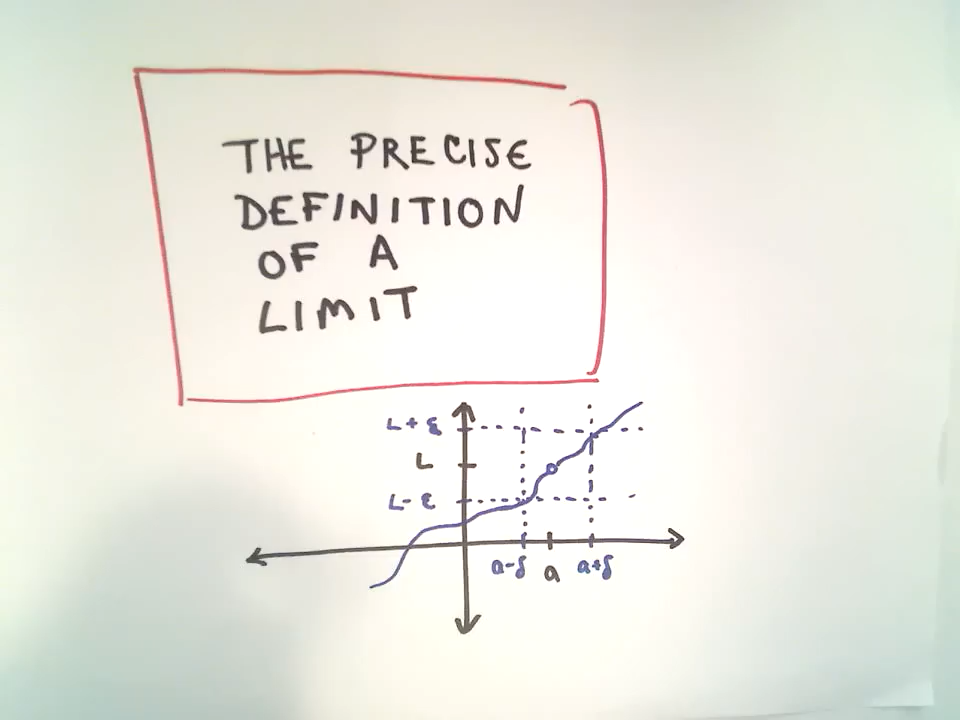 THE PRECISE
DEFINITION
OF A
LIMIT
L+ε
L
L-ε
a-δ a a+δ